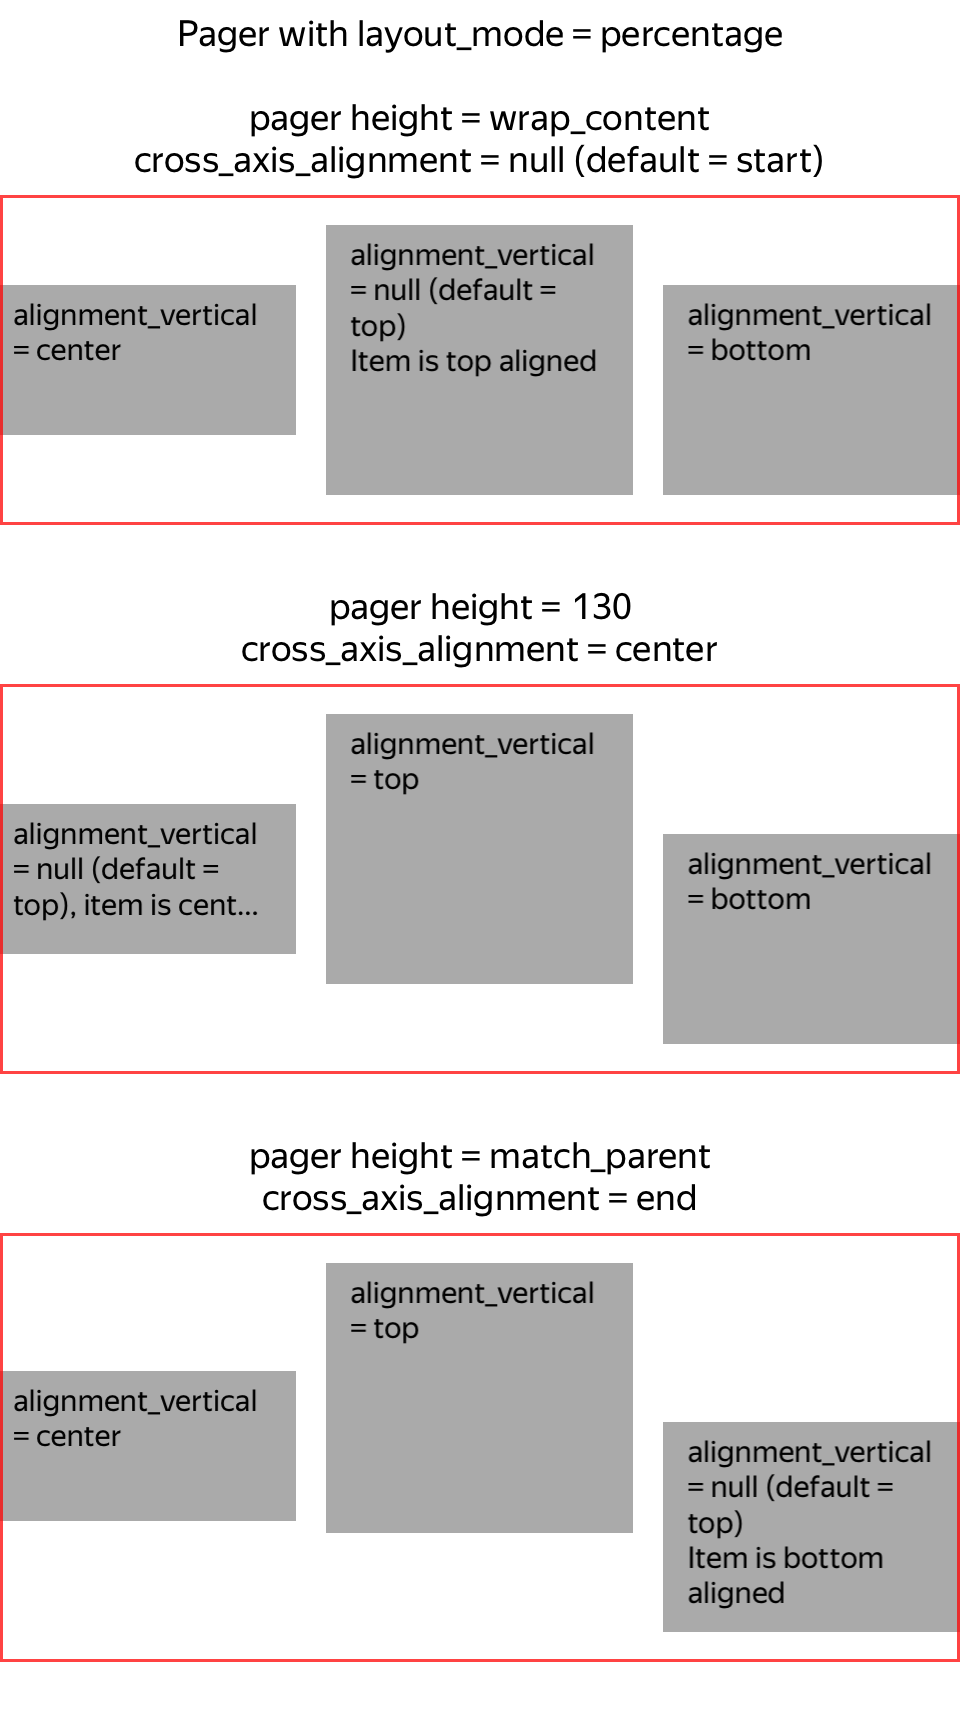 Pager with layout_mode = percentage
pager height = wrap_content
cross_axis_alignment = null (default = start)
alignment_vertical
= center
alignment_vertical
= null (default =
top)
Item is top aligned
alignment_vertical
= bottom
pager height = 130
cross_axis_alignment = center
alignment_vertical
= null (default =
top), item is cent...
alignment_vertical
= top
alignment_vertical
= bottom
pager height = match_parent
cross_axis_alignment = end
alignment_vertical
= center
alignment_vertical
= top
alignment_vertical
= null (default =
top)
Item is bottom
aligned